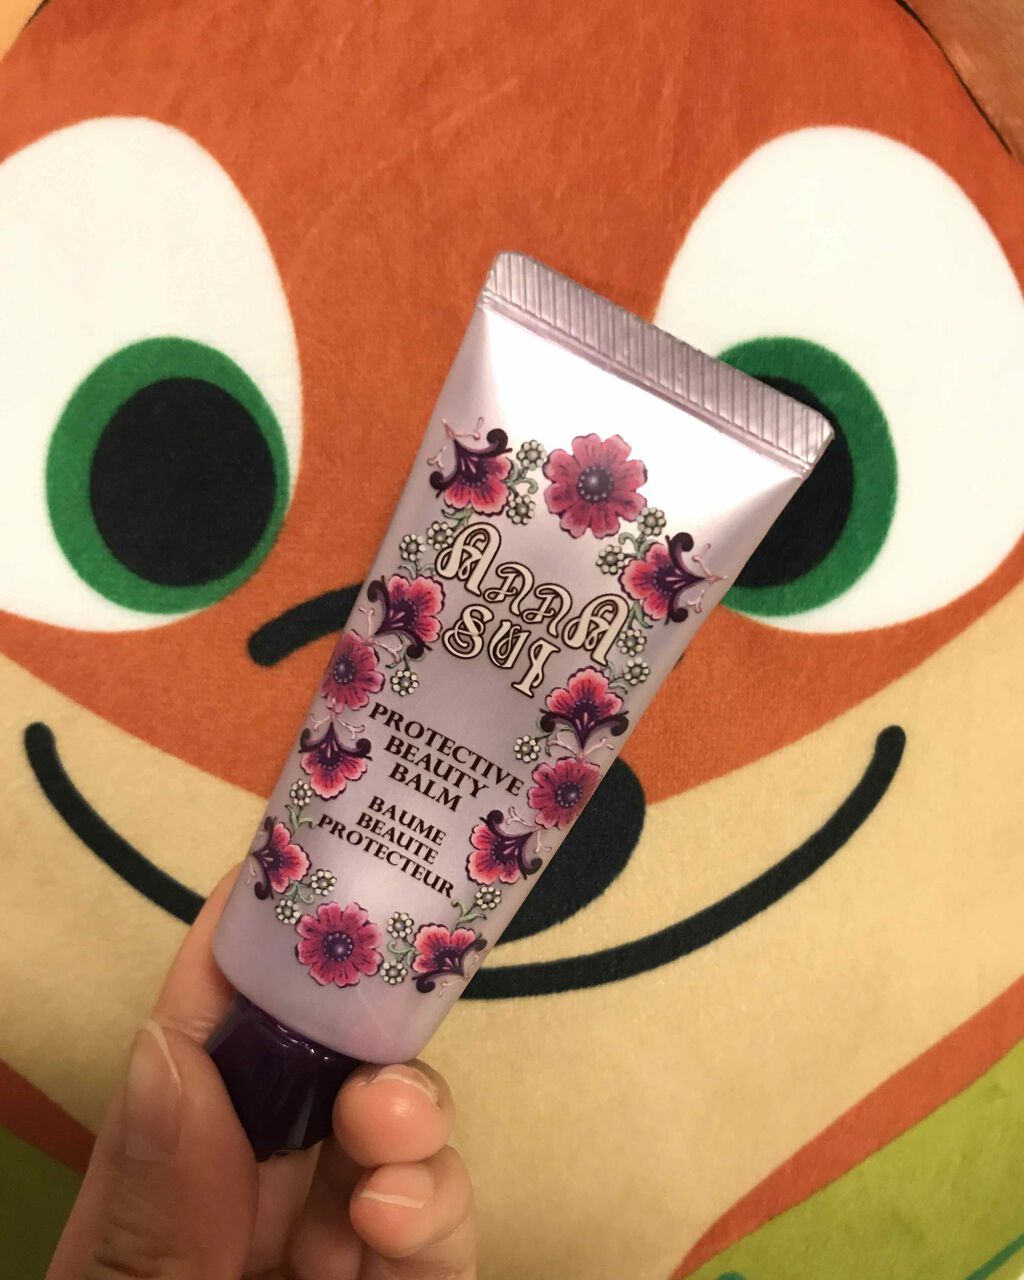 ANNA
SUI
PROTECTIVE
BEAUTY
BALM
BAUME
BEAUTE
PROTECTEUR